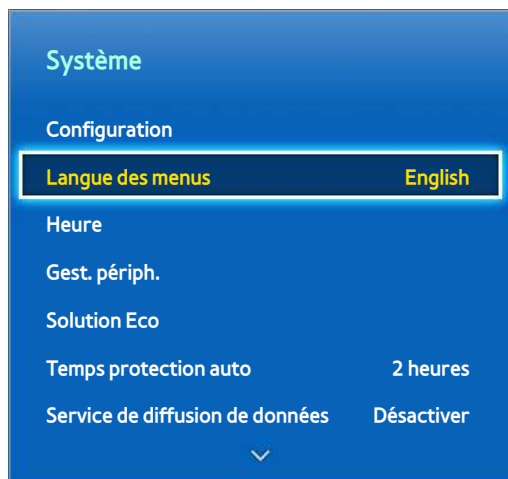 Système
Configuration
Langue des menus English
Heure
Gest. périph.
Solution Eco
Temps protection auto 2 heures
Service de diffusion de données Désactiver